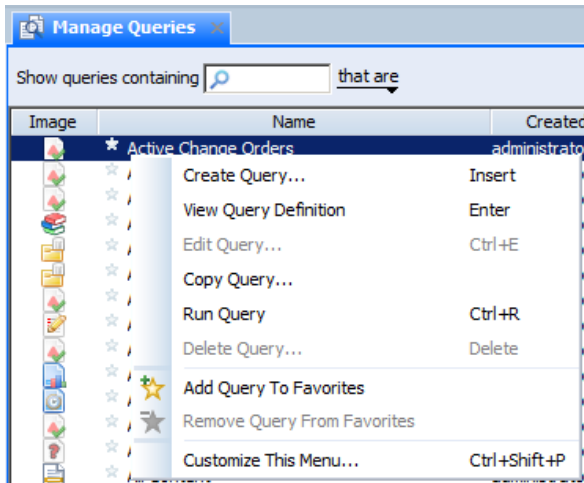 Manage Queries
Show queries containing that are
Image Name Created
Active Change Orders administrato
Create Query... Insert
View Query Definition Enter
Edit Query... Ctrl+E
Copy Query...
Run Query Ctrl+R
Delete Query... Delete
Add Query To Favorites
Remove Query From Favorites
Customize This Menu... Ctrl+Shift+P